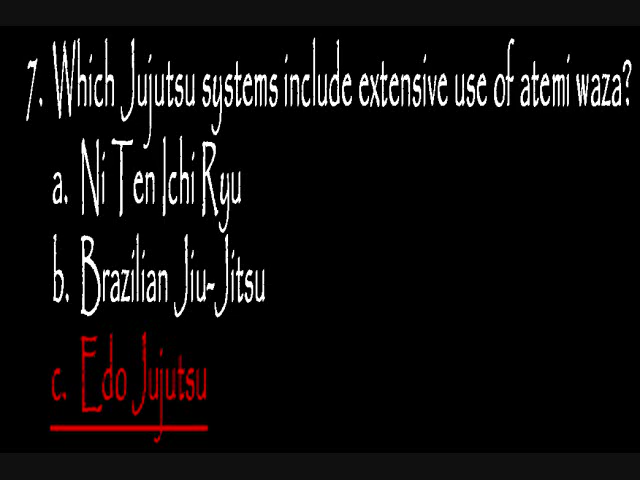 7. Which Jujutsu systems include extensive use of atemi waza?
a. Ni Ten Ichi Ryu
b. Brazilian Jiu-Jitsu
c. Edo Jujutsu